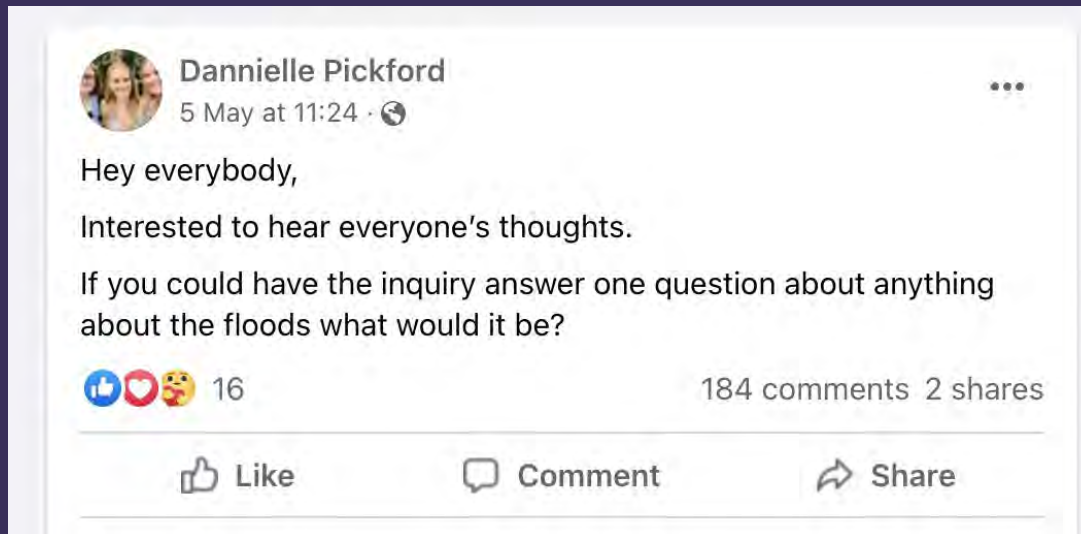 Dannielle Pickford
5 May at 11:24 ·
Hey everybody,
Interested to hear everyone's thoughts.
If you could have the inquiry answer one question about anything
about the floods what would it be?
16 184 comments 2 shares
Like Comment Share